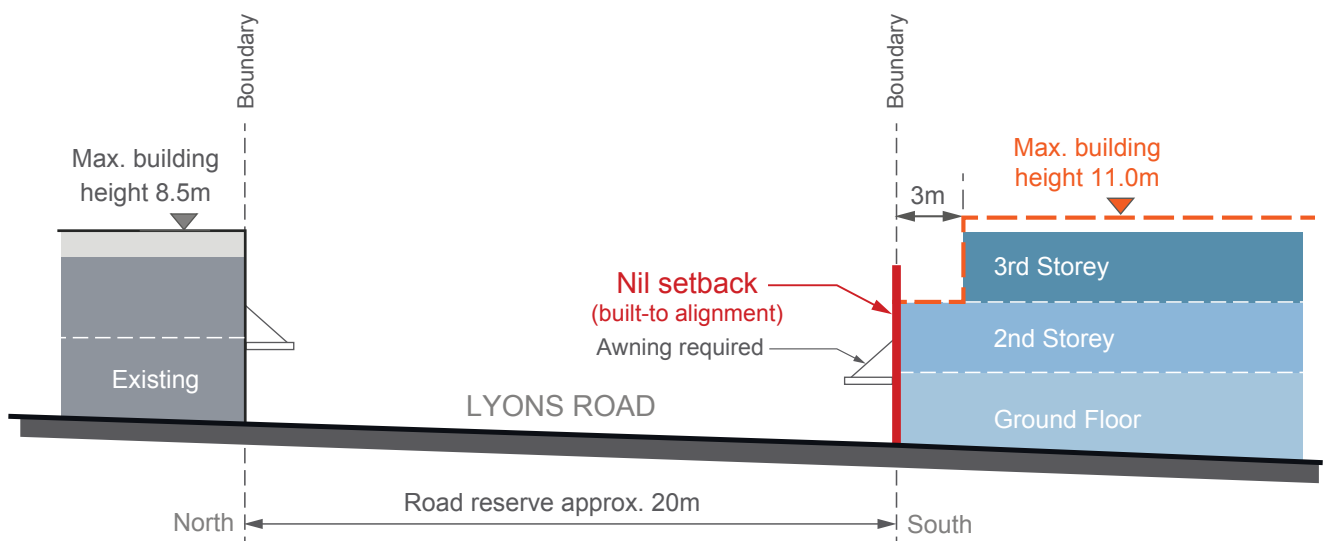 Boundary
Boundary
Max. building
height 8.5m
Max. building
height 11.0m
3m
3rd Storey
Nil setback
(built-to alignment)
2nd Storey
Awning required
Existing
LYONS ROAD
Ground Floor
Road reserve approx. 20m
North
South